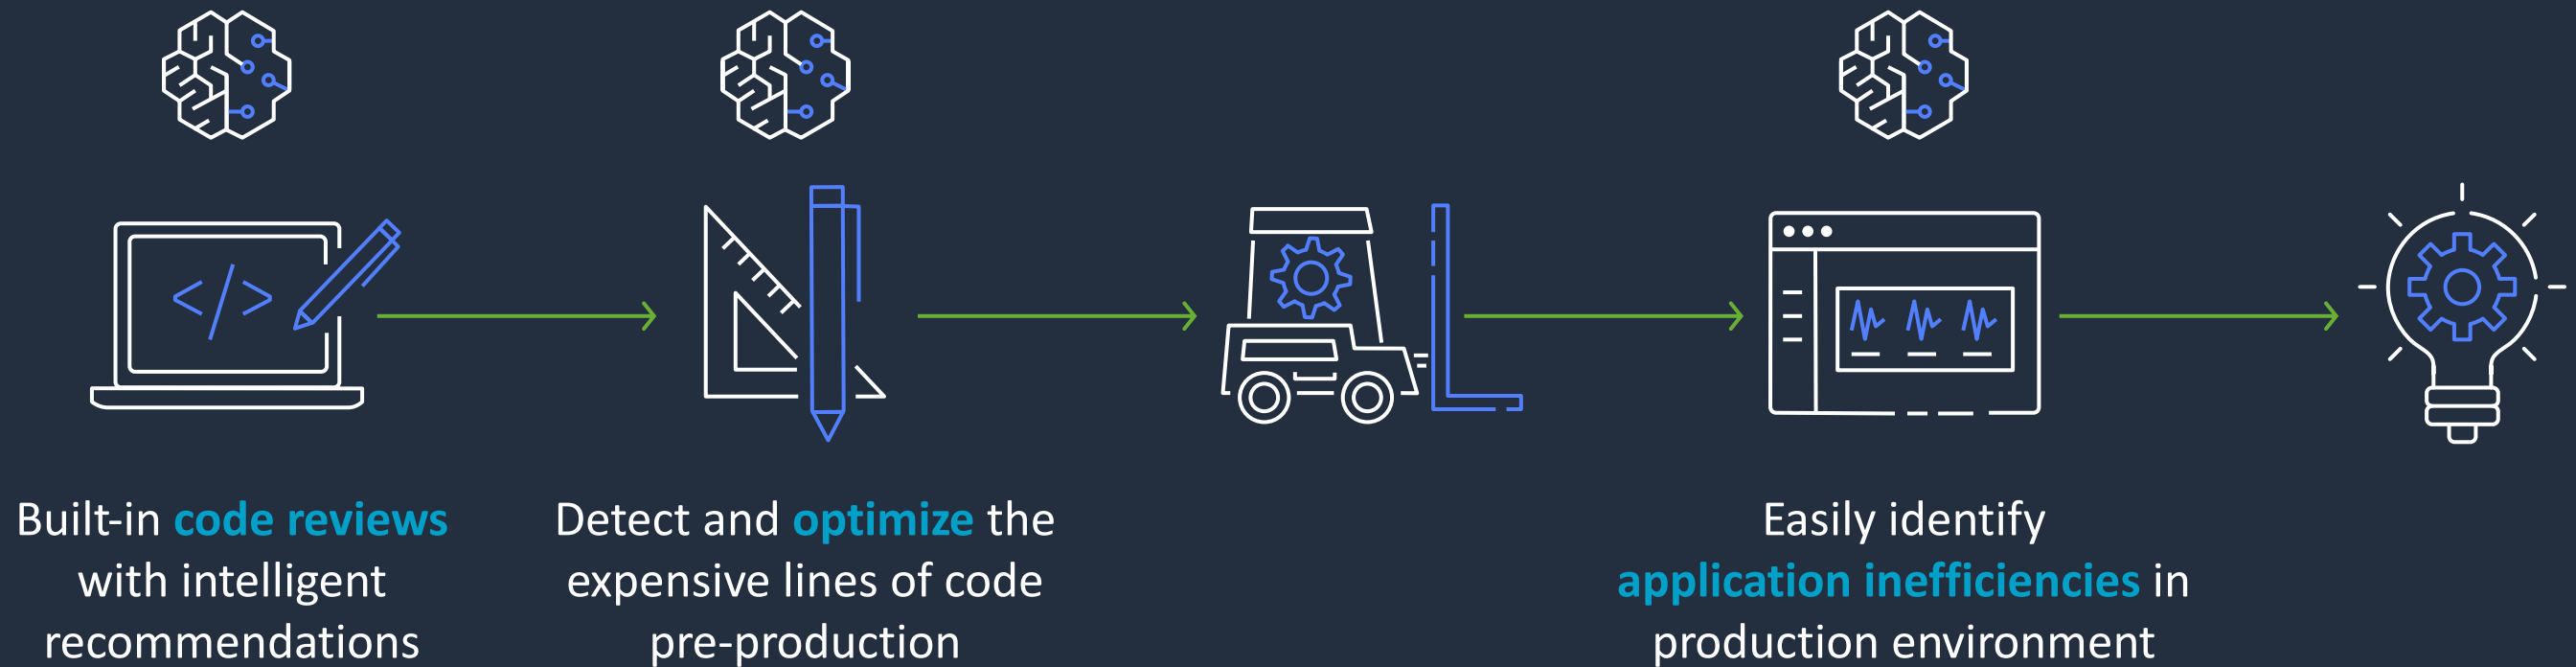 Built-in code reviews
with intelligent
recommendations
Detect and optimize the
expensive lines of code
pre-production
Easily identify
application inefficiencies in
production environment